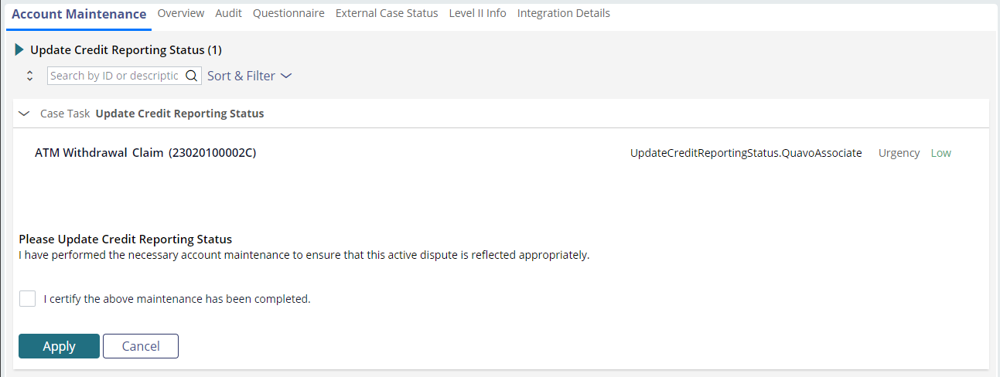 Account Maintenance Overview Audit Questionnaire External Case Status Level II Info Integration Details
Update Credit Reporting Status (1)
Search by ID or descriptic Sort & Filter
Case Task Update Credit Reporting Status
ATM Withdrawal Claim (23020100002C) UpdateCreditReportingStatus.QuavoAssociate Urgency Low
Please Update Credit Reporting Status
I have performed the necessary account maintenance to ensure that this active dispute is reflected appropriately.
I certify the above maintenance has been completed.
Apply Cancel